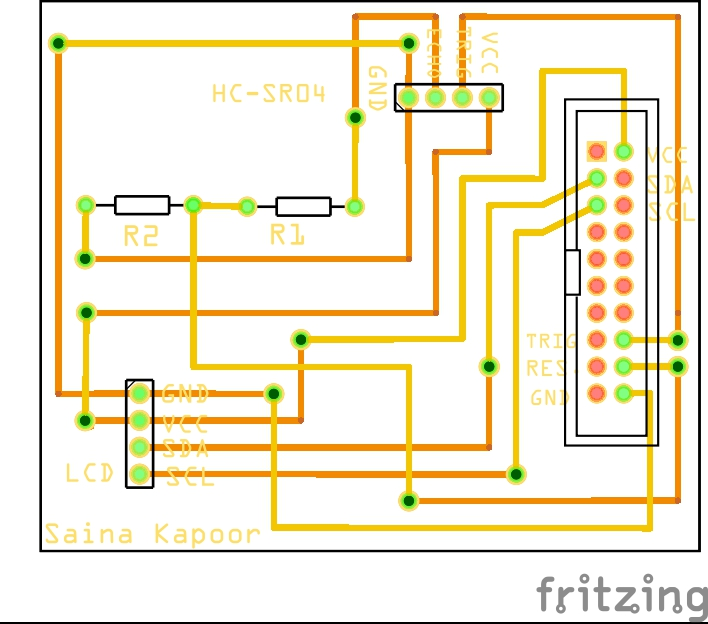 ECHO
TRIG
VCC
GND
HC-SR04
VCC
SDA
SCL
R2
R1
TRIG
RES.
GND
GND
VCC
SDA
SCL
LCD
Saina Kapoor
fritzing